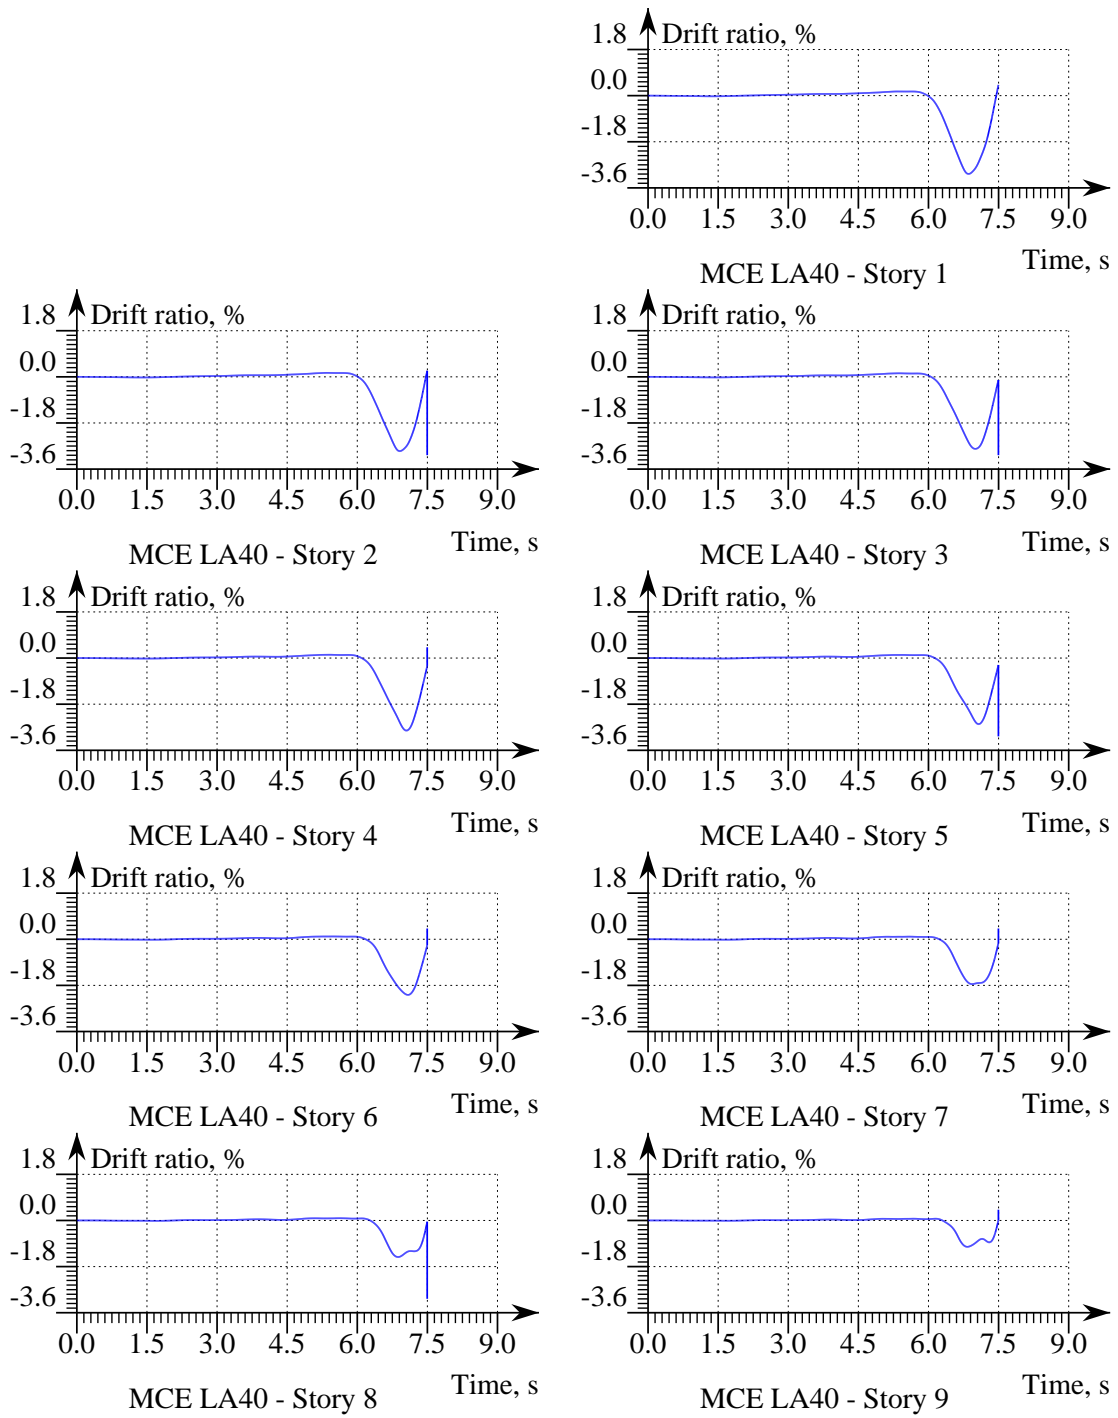 Drift ratio, %
1.8
0.0
-1.8
-3.6
0.0 1.5 3.0 4.5 6.0 7.5 9.0
Time, s
MCE LA40 - Story 1
Drift ratio, %
1.8
0.0
-1.8
-3.6
0.0 1.5 3.0 4.5 6.0 7.5 9.0
Time, s
MCE LA40 - Story 2
Drift ratio, %
1.8
0.0
-1.8
-3.6
0.0 1.5 3.0 4.5 6.0 7.5 9.0
Time, s
MCE LA40 - Story 3
Drift ratio, %
1.8
0.0
-1.8
-3.6
0.0 1.5 3.0 4.5 6.0 7.5 9.0
Time, s
MCE LA40 - Story 4
Drift ratio, %
1.8
0.0
-1.8
-3.6
0.0 1.5 3.0 4.5 6.0 7.5 9.0
Time, s
MCE LA40 - Story 5
Drift ratio, %
1.8
0.0
-1.8
-3.6
0.0 1.5 3.0 4.5 6.0 7.5 9.0
Time, s
MCE LA40 - Story 6
Drift ratio, %
1.8
0.0
-1.8
-3.6
0.0 1.5 3.0 4.5 6.0 7.5 9.0
Time, s
MCE LA40 - Story 7
Drift ratio, %
1.8
0.0
-1.8
-3.6
0.0 1.5 3.0 4.5 6.0 7.5 9.0
Time, s
MCE LA40 - Story 8
Drift ratio, %
1.8
0.0
-1.8
-3.6
0.0 1.5 3.0 4.5 6.0 7.5 9.0
Time, s
MCE LA40 - Story 9